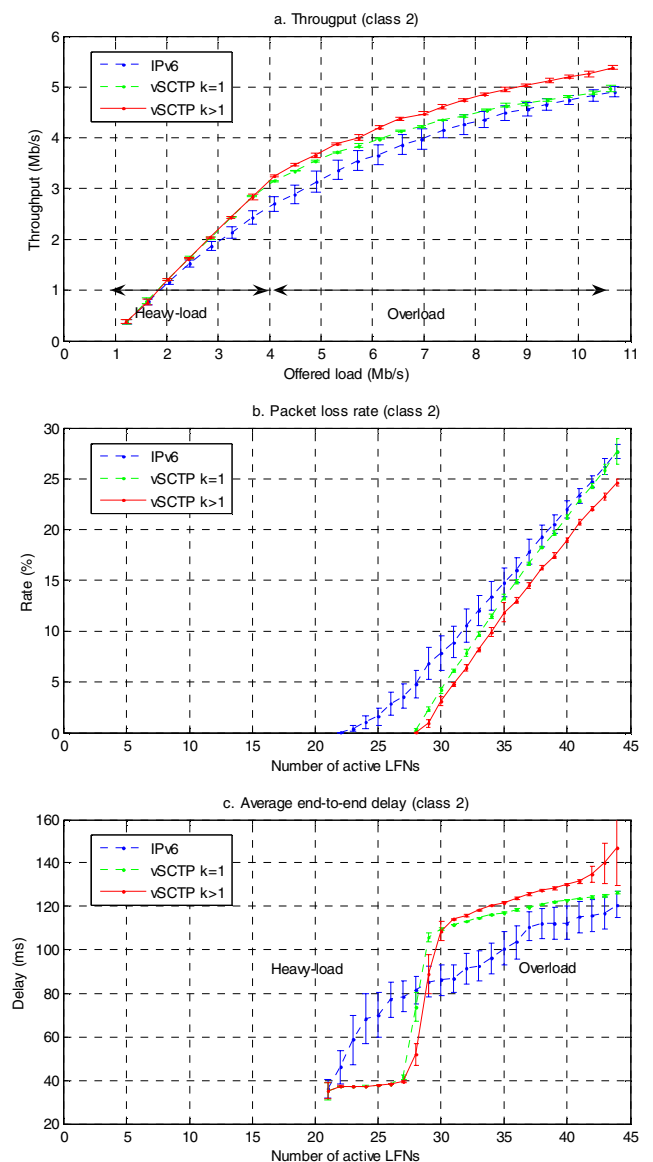 a. Througput (class 2)
6
5
4
3
2
1
0
Througput (Mb/s)
IPv6
vSCTP k=1
vSCTP k>1
Heavy-load
Overload
0 1 2 3 4 5 6 7 8 9 10 11
Offered load (Mb/s)
b. Packet loss rate (class 2)
30
25
20
15
10
5
0
Rate (%)
IPv6
vSCTP k=1
vSCTP k>1
0 5 10 15 20 25 30 35 40 45
Number of active LFNs
c. Average end-to-end delay (class 2)
160
140
120
100
80
60
40
20
Delay (ms)
IPv6
vSCTP k=1
vSCTP k>1
Heavy-load
Overload
0 5 10 15 20 25 30 35 40 45
Number of active LFNs